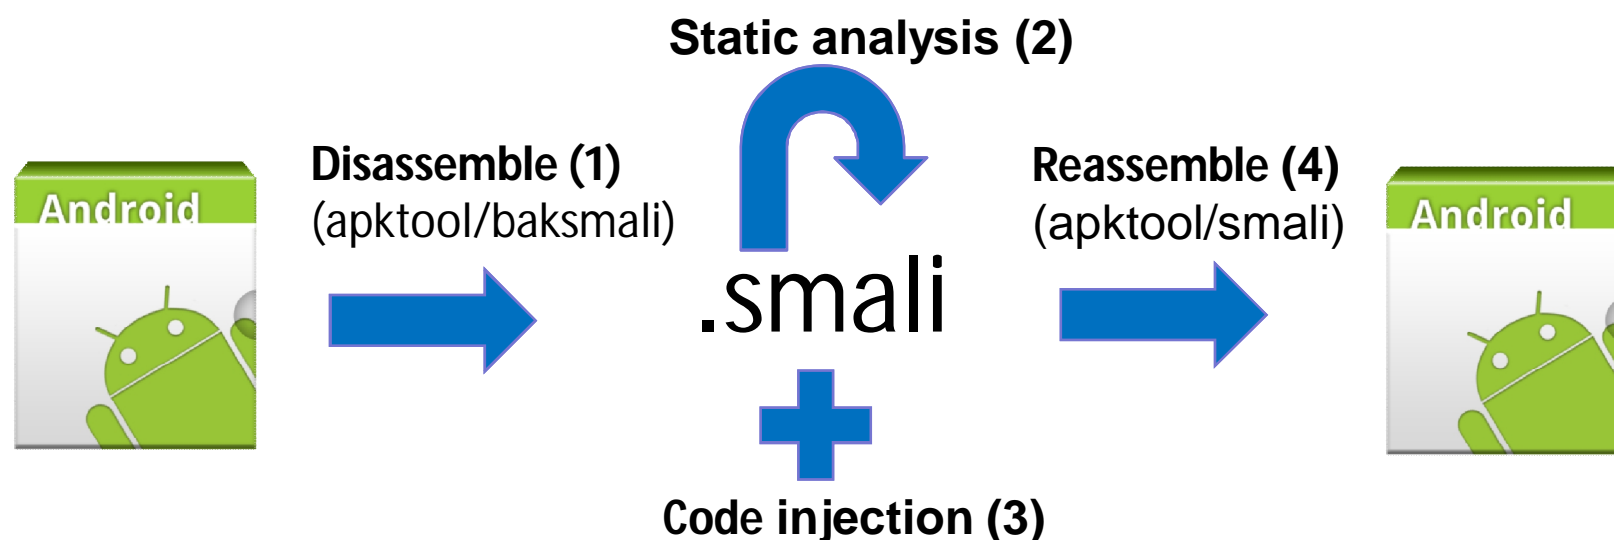 Static analysis (2)
Disassemble (1)
(apktool/baksmali)
Reassemble (4)
(apktool/smali)
Android
Android
.smali
Code injection (3)